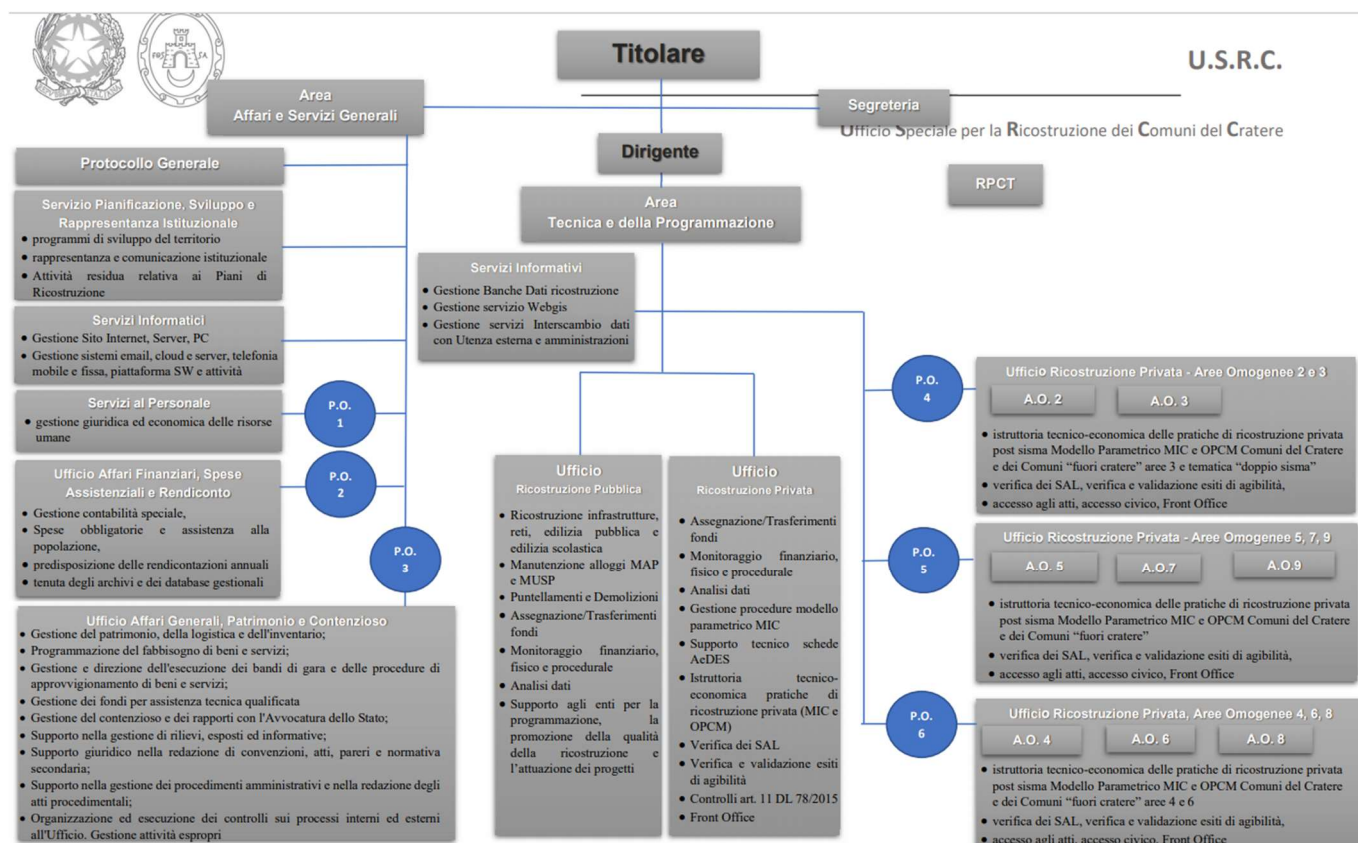 Titolare
U.S.R.C.
Area
Affari e Servizi Generali
Segreteria
Ufficio Speciale per la Ricostruzione dei Comuni del Cratere
Dirigente
RPCT
Protocollo Generale
Area
Tecnica e della Programmazione
Servizio Pianificazione, Sviluppo e
Rappresentanza Istituzionale
• programmi di sviluppo del territorio
• rappresentanza e comunicazione istituzionale
• Attività residua relativa ai Piani di
Ricostruzione
Servizi Informatici
• Gestione Sito Internet, Server, PC
• Gestione sistemi email, cloud e server, telefonia
mobile e fissa, piattaforma SW e attività
Servizi al Personale
• gestione giuridica ed economica delle risorse
umane
P.O.
1
Ufficio Affari Finanziari, Spese
Assistenziali e Rendiconto
• Gestione contabilità speciale,
• Spese obbligatorie e assistenza alla
popolazione,
• predisposizione delle rendicontazioni annuali
• tenuta degli archivi e dei database gestionali
P.O.
2
P.O.
3
Ufficio Affari Generali, Patrimonio e Contenzioso
• Gestione del patrimonio, della logistica e dell'inventario;
• Programmazione del fabbisogno di beni e servizi;
• Gestione e direzione dell'esecuzione dei bandi di gara e delle procedure di
approvvigionamento di beni e servizi;
• Gestione dei fondi per assistenza tecnica qualificata
• Gestione del contenzioso e dei rapporti con l'Avvocatura dello Stato;
• Supporto nella gestione di rilievi, esposti ed informative;
• Supporto giuridico nella redazione di convenzioni, atti, pareri e normativa
secondaria;
• Supporto nella gestione dei procedimenti amministrativi e nella redazione degli
atti procedimentali;
• Organizzazione ed esecuzione dei controlli sui processi interni ed esterni
all'Ufficio. Gestione attività espropri
Servizi Informativi
• Gestione Banche Dati ricostruzione
• Gestione servizio Webgis
• Gestione servizi Interscambio dati
con Utenza esterna e amministrazioni
Ufficio
Ricostruzione Pubblica
• Ricostruzione infrastrutture,
reti, edilizia pubblica e
edilizia scolastica
• Manutenzione alloggi MAP
e MUSP
• Puntellamenti e Demolizioni
• Assegnazione/Trasferimenti
fondi
• Monitoraggio finanziario,
fisico e procedurale
• Analisi dati
• Supporto agli enti per la
programmazione, la
promozione della qualità
della ricostruzione e
l'attuazione dei progetti
Ufficio
Ricostruzione Privata
• Assegnazione/Trasferimenti
fondi
• Monitoraggio finanziario,
fisico e procedurale
• Analisi dati
• Gestione procedure modello
parametrico MIC
• Supporto tecnico schede
AeDES
• Istruttoria tecnico-
economica pratiche di
ricostruzione privata (MIC e
OPCM)
• Verifica dei SAL
• Verifica e validazione esiti
di agibilità
• Controlli art. 11 DL 78/2015
• Front Office
P.O.
4
Ufficio Ricostruzione Privata - Aree Omogenee 2 e 3
A.O. 2
A.O. 3
• istruttoria tecnico-economica delle pratiche di ricostruzione privata
post sisma Modello Parametrico MIC e OPCM Comuni del Cratere
e dei Comuni “fuori cratere” aree 3 e tematica “doppio sisma”
• verifica dei SAL, verifica e validazione esiti di agibilità,
• accesso agli atti, accesso civico, Front Office
P.O.
5
Ufficio Ricostruzione Privata - Aree Omogenee 5, 7, 9
A.O. 5
A.O.7
A.O.9
• istruttoria tecnico-economica delle pratiche di ricostruzione privata
post sisma Modello Parametrico MIC e OPCM Comuni del Cratere
e dei Comuni “fuori cratere”
• verifica dei SAL, verifica e validazione esiti di agibilità,
• accesso agli atti, accesso civico, Front Office
P.O.
6
Ufficio Ricostruzione Privata, Aree Omogenee 4, 6, 8
A.O. 4
A.O. 6
A.O. 8
• istruttoria tecnico-economica delle pratiche di ricostruzione privata
post sisma Modello Parametrico MIC e OPCM Comuni del Cratere
e dei Comuni “fuori cratere” aree 4 e 6
• verifica dei SAL, verifica e validazione esiti di agibilità,
• accesso agli atti, accesso civico, Front Office